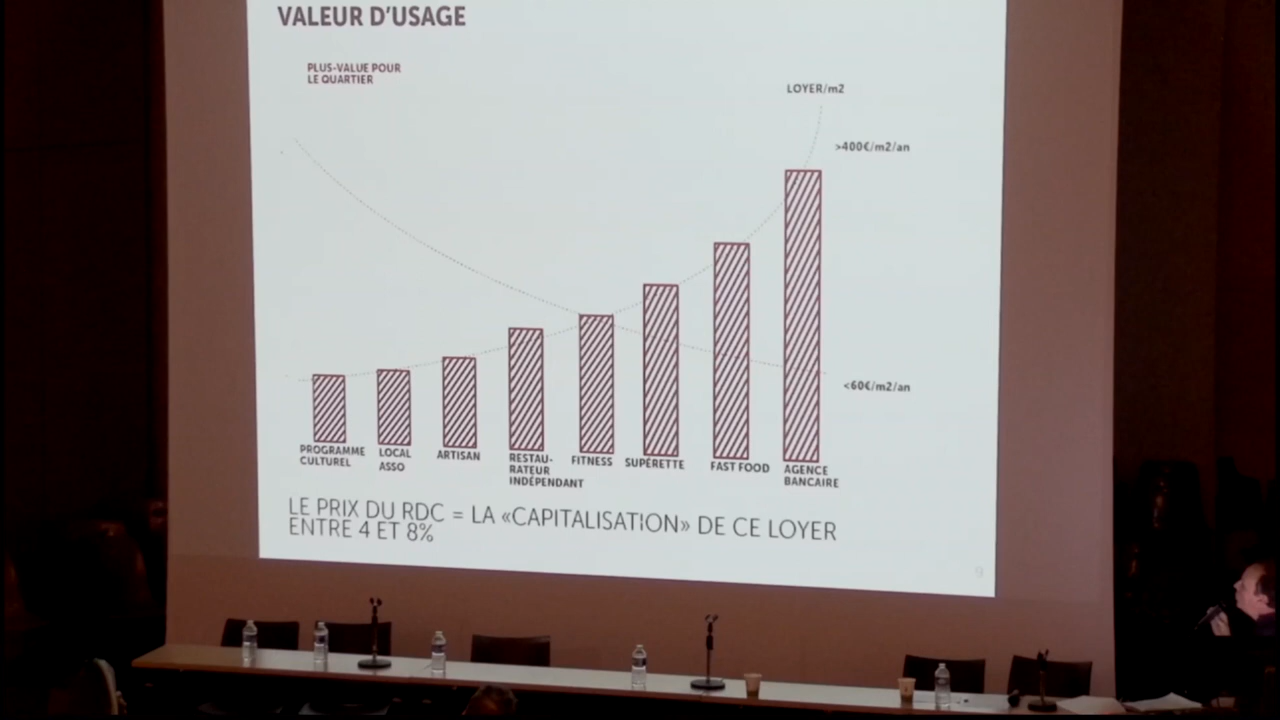 VALEUR D'USAGE
PLUS-VALUE POUR
LE QUARTIER
LOYER/m2
>400€/m2/an
<60€/m2/an
PROGRAMME
CULTUREL
LOCAL
ASSO
ARTISAN
RESTAU-
RATEUR
INDÉPENDANT
FITNESS
SUPÉRETTE
FAST FOOD
AGENCE
BANCAIRE
LE PRIX DU RDC = LA «CAPITALISATION» DE CE LOYER
ENTRE 4 ET 8%
9